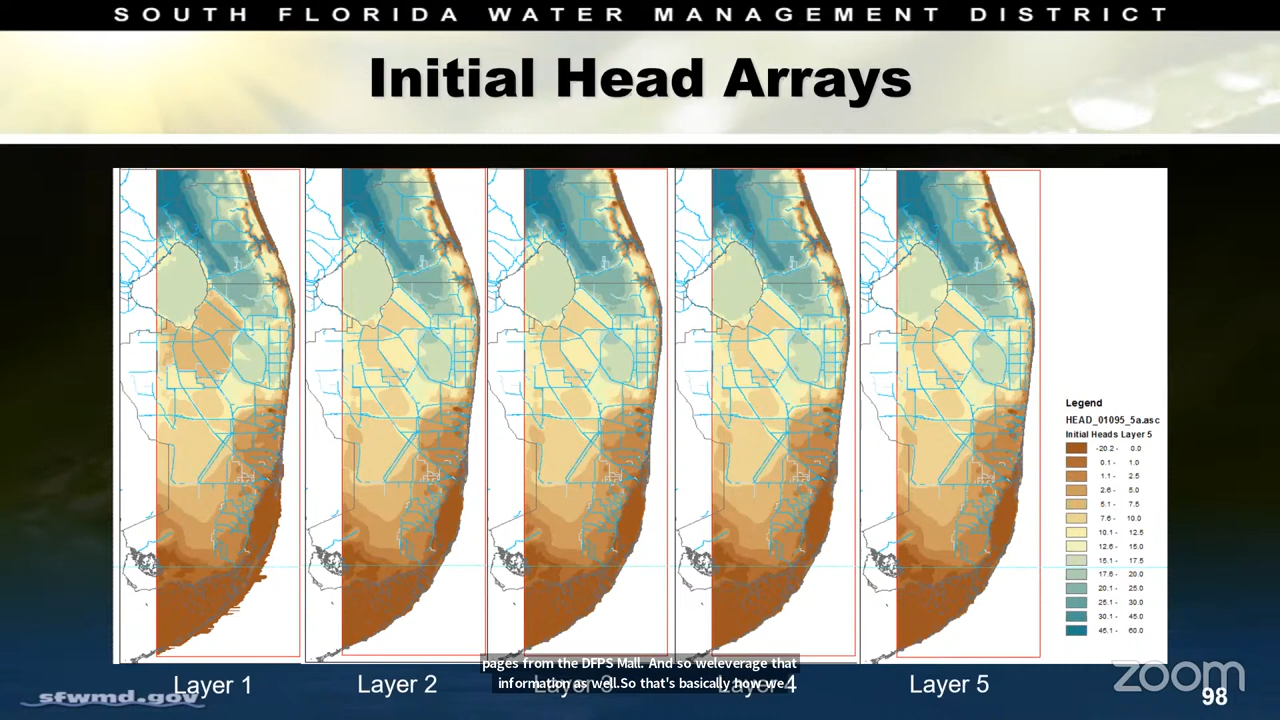 SOUTH FLORIDA WATER MANAGEMENT DISTRICT
Initial Head Arrays
Legend
HEAD_01095_5a.asc
Initial Heads Layer 5
-20.2 - 0.0
0.1 - 1.0
1.1 - 2.5
2.6 - 5.0
5.1 - 7.5
7.6 - 10.0
10.1 - 12.5
12.6 - 15.0
15.1 - 17.5
17.6 - 20.0
20.1 - 25.0
25.1 - 30.0
30.1 - 45.0
45.1 - 60.0
pages from the DFPS Mall. And so weleverage that
information as well.So that's basically how we
Layer 1
Layer 2
Layer 3
Layer 4
Layer 5
sfwmd.gov
zoom
98